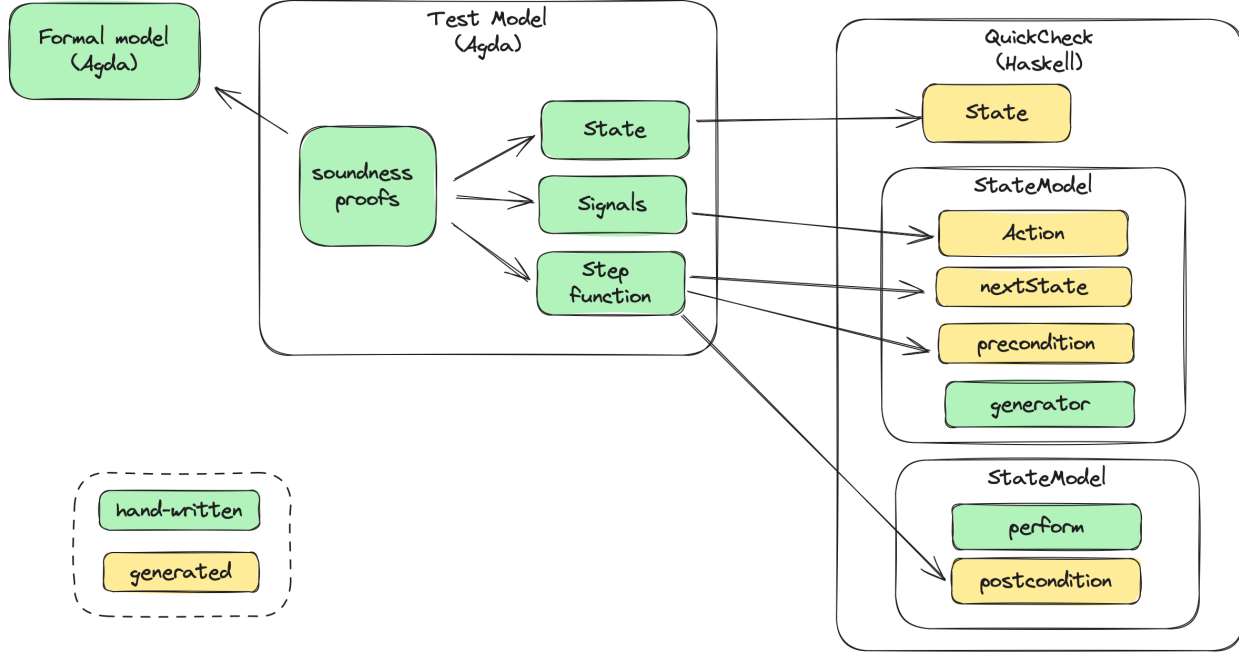 Formal model
(Agda)
Test Model
(Agda)
soundness
proofs
State
Signals
Step
function
QuickCheck
(Haskell)
State
StateModel
Action
nextState
precondition
generator
StateModel
perform
postcondition
hand-written
generated